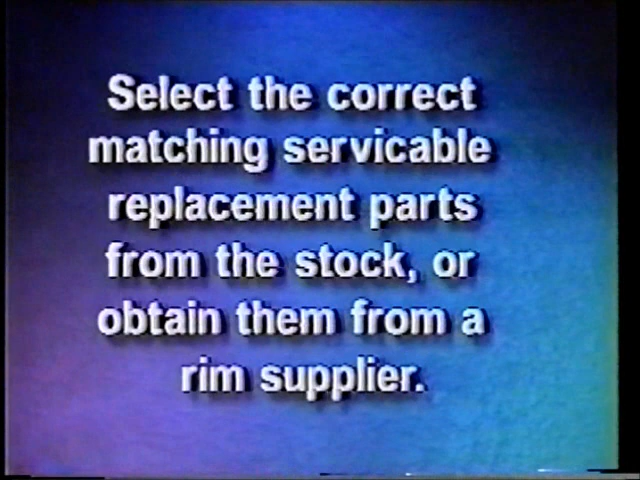 Select the correct
matching servicable
replacement parts
from the stock, or
obtain them from a
rim supplier.